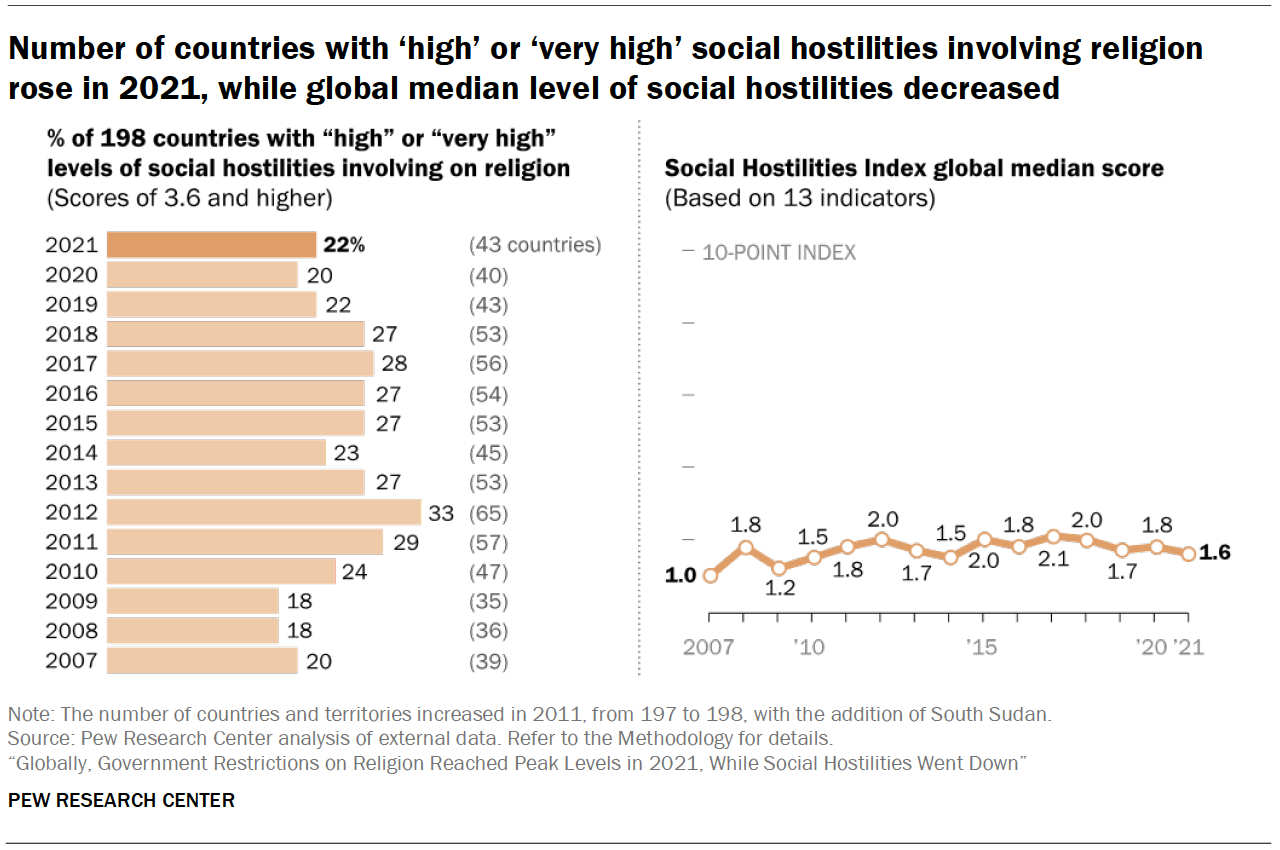 Number of countries with ‘high’ or ‘very high’ social hostilities involving religion
rose in 2021, while global median level of social hostilities decreased
% of 198 countries with “high” or “very high”
levels of social hostilities involving on religion
(Scores of 3.6 and higher)
2021 22% (43 countries)
2020 20 (40)
2019 22 (43)
2018 27 (53)
2017 28 (56)
2016 27 (54)
2015 27 (53)
2014 23 (45)
2013 27 (53)
2012 33 (65)
2011 29 (57)
2010 24 (47)
2009 18 (35)
2008 18 (36)
2007 20 (39)
Social Hostilities Index global median score
(Based on 13 indicators)
10-POINT INDEX
1.0 1.8 1.2 1.5 1.8 2.0 1.7 1.5 2.0 1.8 2.1 2.0 1.7 1.8 1.6
2007 ’10 ’15 ’20 ’21
Note: The number of countries and territories increased in 2011, from 197 to 198, with the addition of South Sudan.
Source: Pew Research Center analysis of external data. Refer to the Methodology for details.
“Globally, Government Restrictions on Religion Reached Peak Levels in 2021, While Social Hostilities Went Down”
PEW RESEARCH CENTER